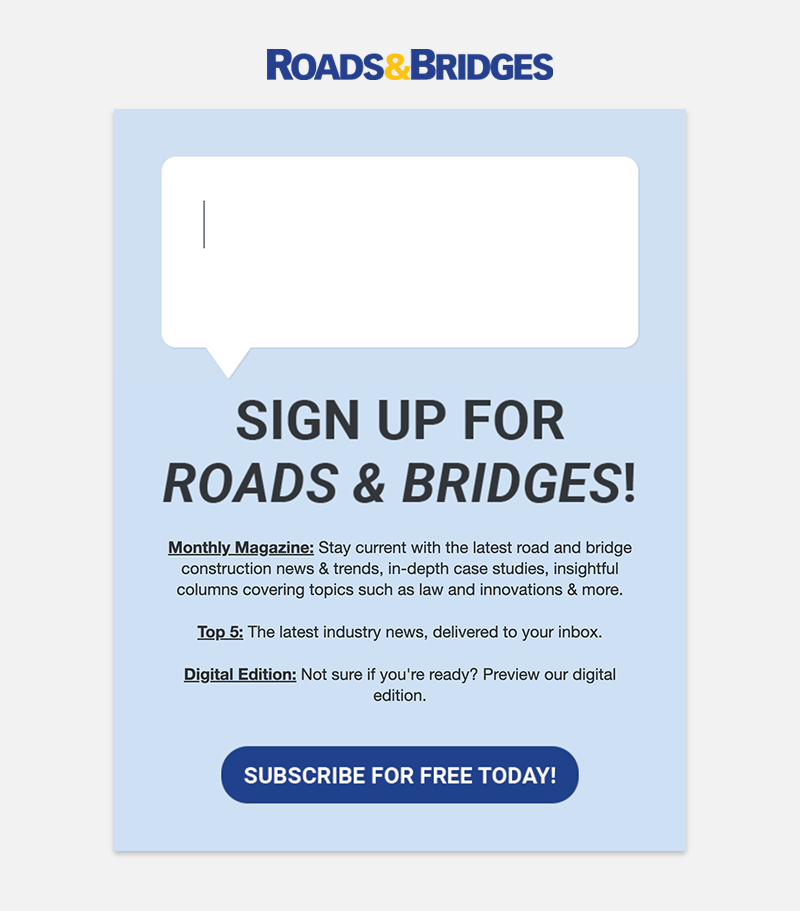 ROADS&BRIDGES
SIGN UP FOR
ROADS & BRIDGES!
Monthly Magazine: Stay current with the latest road and bridge
construction news & trends, in-depth case studies, insightful
columns covering topics such as law and innovations & more.
Top 5: The latest industry news, delivered to your inbox.
Digital Edition: Not sure if you're ready? Preview our digital
edition.
SUBSCRIBE FOR FREE TODAY!